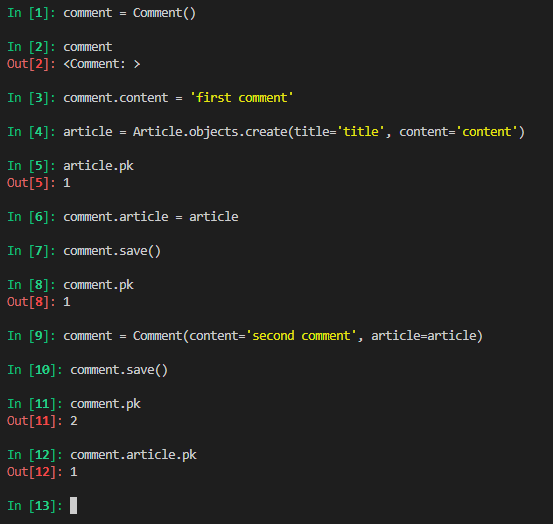 In [1]: comment = Comment()
In [2]: comment
Out[2]: <Comment: >
In [3]: comment.content = 'first comment'
In [4]: article = Article.objects.create(title='title', content='content')
In [5]: article.pk
Out[5]: 1
In [6]: comment.article = article
In [7]: comment.save()
In [8]: comment.pk
Out[8]: 1
In [9]: comment = Comment(content='second comment', article=article)
In [10]: comment.save()
In [11]: comment.pk
Out[11]: 2
In [12]: comment.article.pk
Out[12]: 1
In [13]: